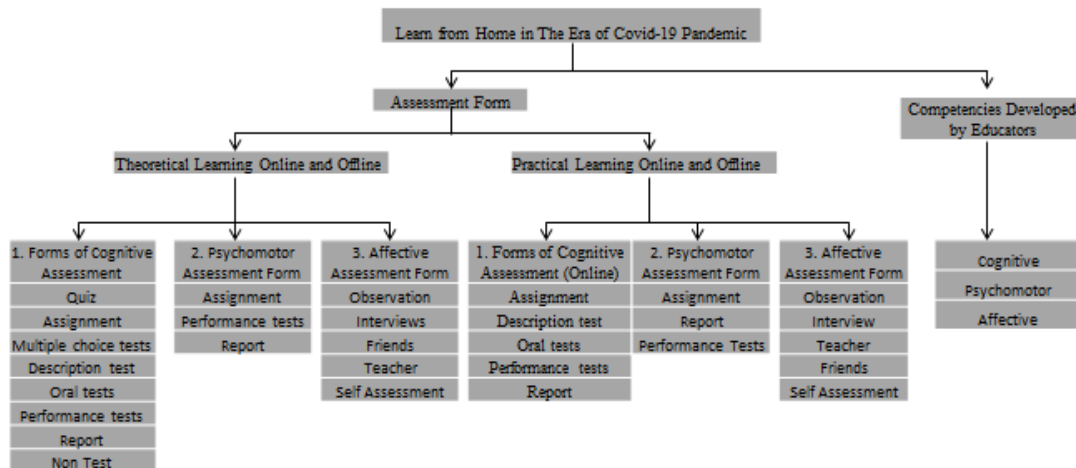 Learn from Home in The Era of Covid-19 Pandemic
Assessment Form
Competencies Developed
by Educators
Theoretical Learning Online and Offline
Practical Learning Online and Offline
1. Forms of Cognitive
Assessment
Quiz
Assignment
Multiple choice tests
Description test
Oral tests
Performance tests
Report
Non Test
2. Psychomotor
Assessment Form
Assignment
Performance tests
Report
3. Affective
Assessment Form
Observation
Interviews
Friends
Teacher
Self Assessment
1. Forms of Cognitive
Assessment (Online)
Assignment
Description test
Oral tests
Performance tests
Report
2. Psychomotor
Assessment Form
Assignment
Report
Performance Tests
3. Affective
Assessment Form
Observation
Interview
Teacher
Friends
Self Assessment
Cognitive
Psychomotor
Affective